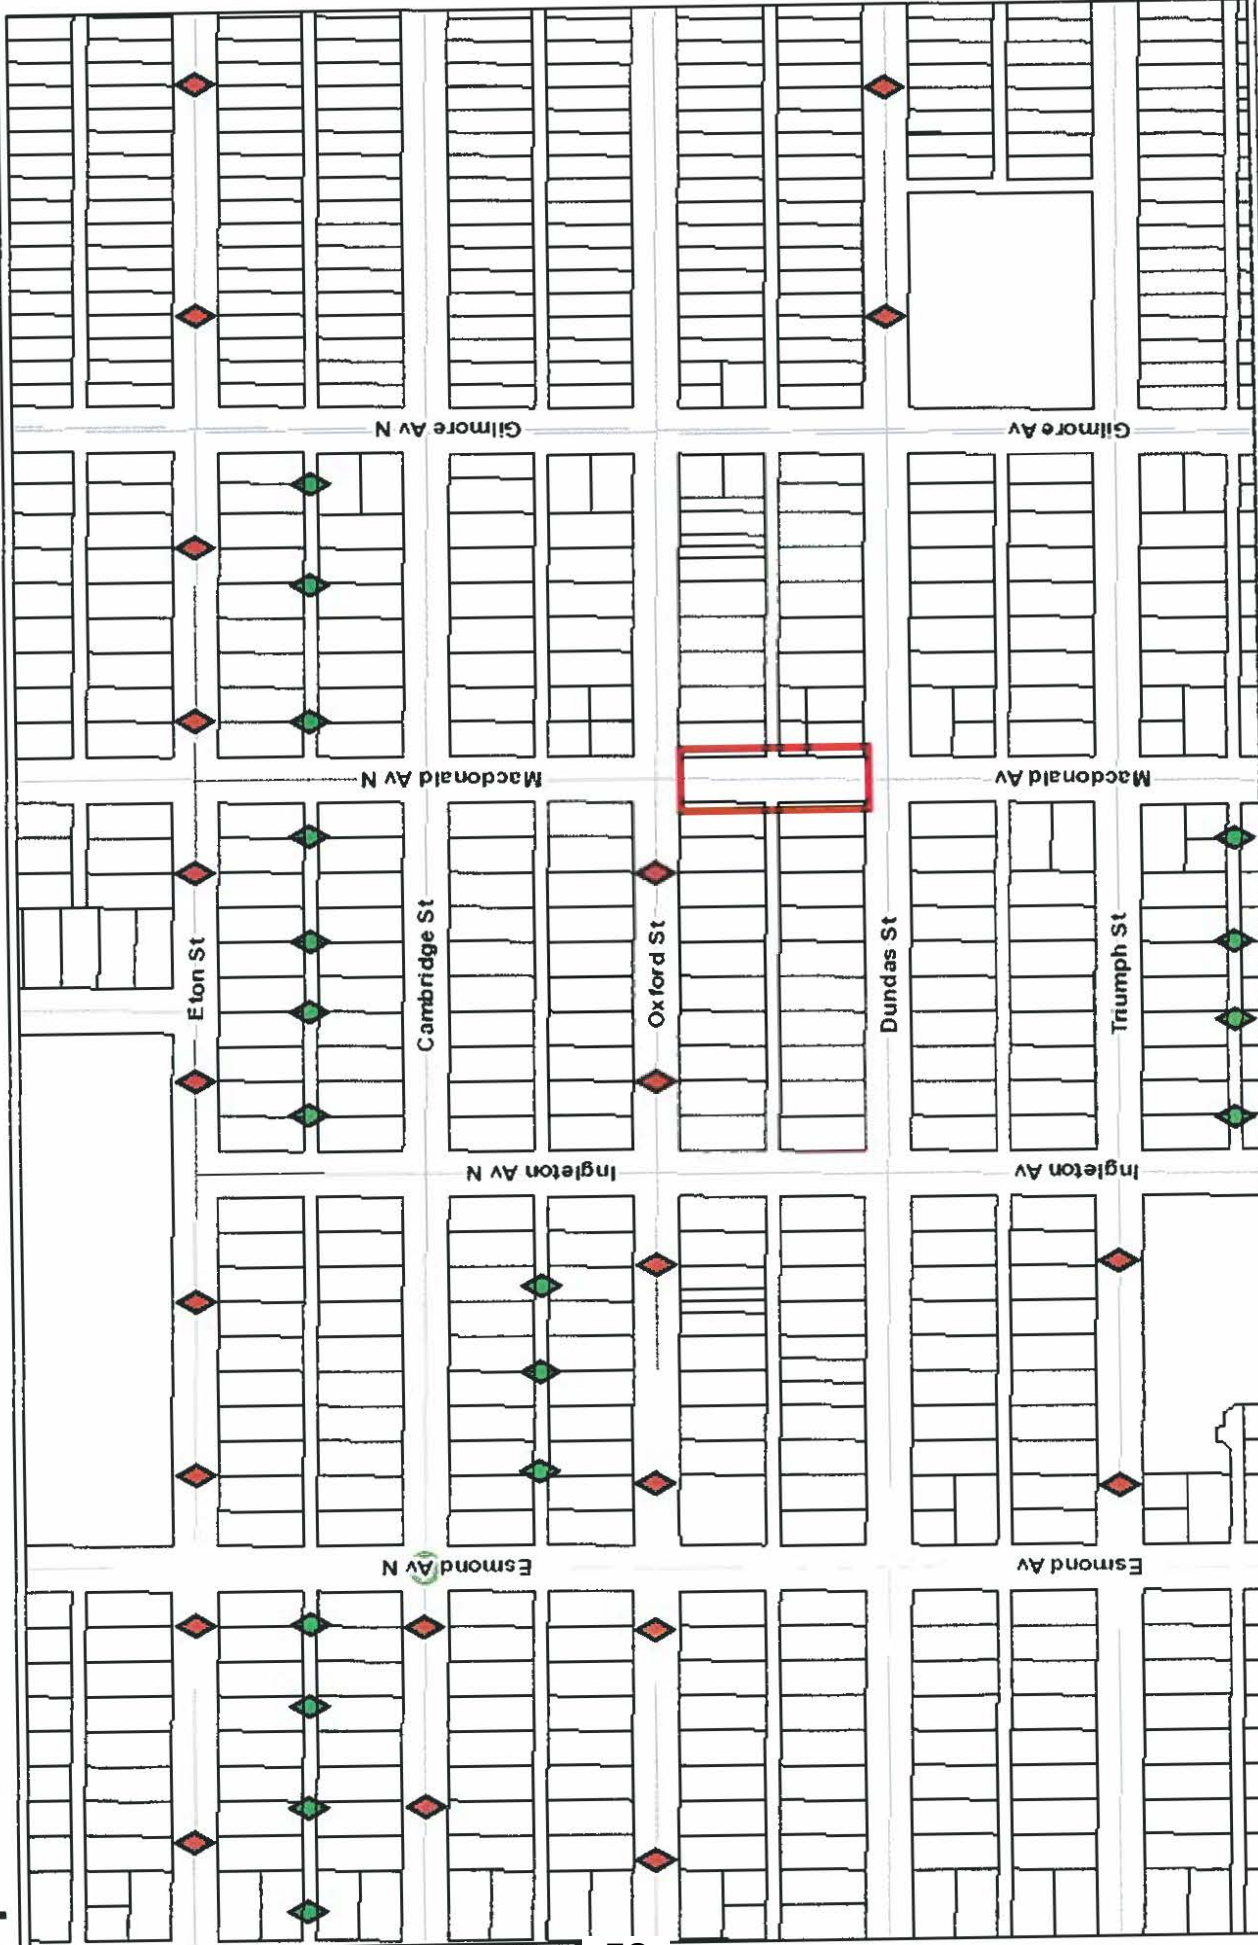 Gilmore Av N
Gilmore Av
Macdonald Av N
Macdonald Av
Eton St
Cambridge St
Oxford St
Dundas St
Triumph St
Ingleton Av N
Ingleton Av
Esmond Av N
Esmond Av